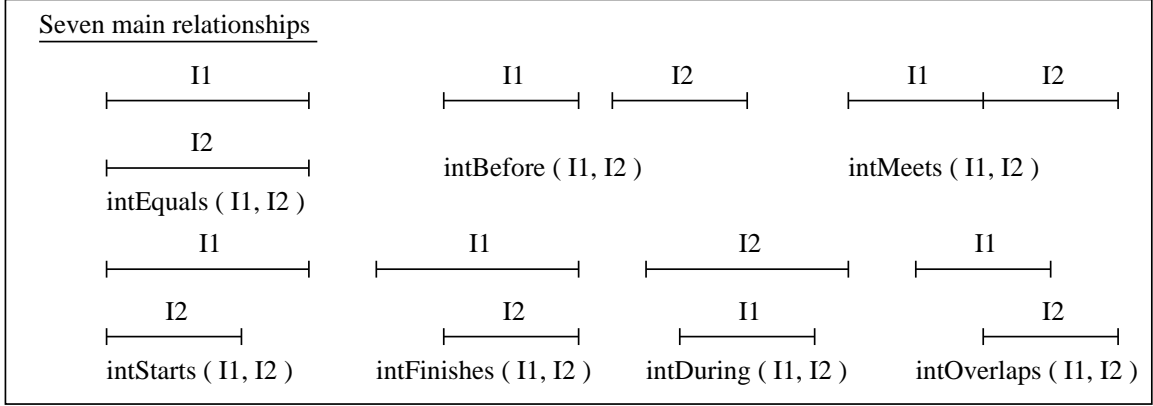 Seven main relationships
I1 I1 I2 I1 I2
I2
intBefore ( I1, I2 ) intMeets ( I1, I2 )
intEquals ( I1, I2 )
I1 I1 I2 I1
I2 I2 I1 I2
intStarts ( I1, I2 ) intFinishes ( I1, I2 ) intDuring ( I1, I2 ) intOverlaps ( I1, I2 )